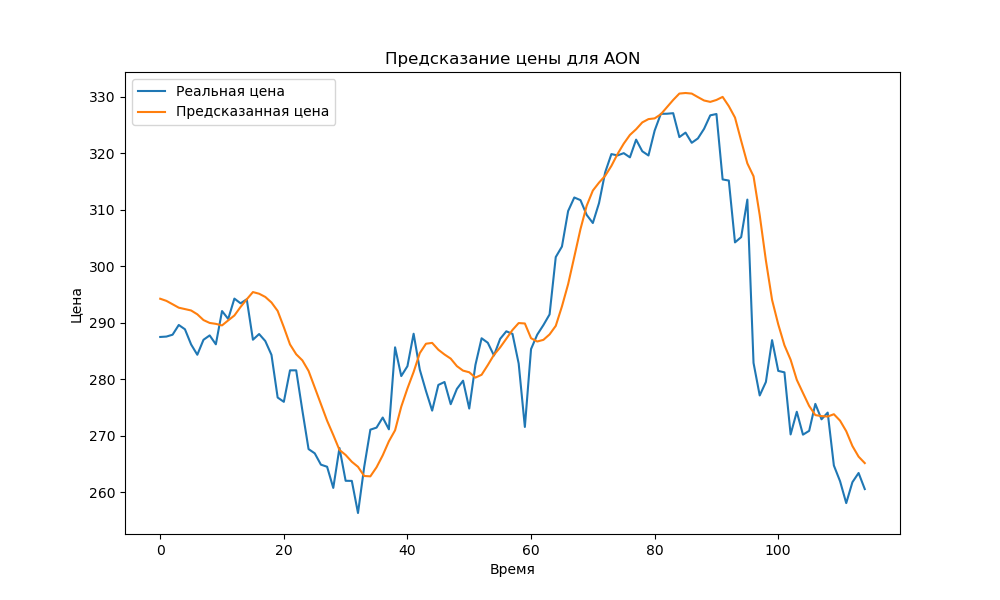 Предсказание цены для AON
Реальная цена
Предсказанная цена
330
320
310
300
290
280
270
260
Цена
0 20 40 60 80 100
Время